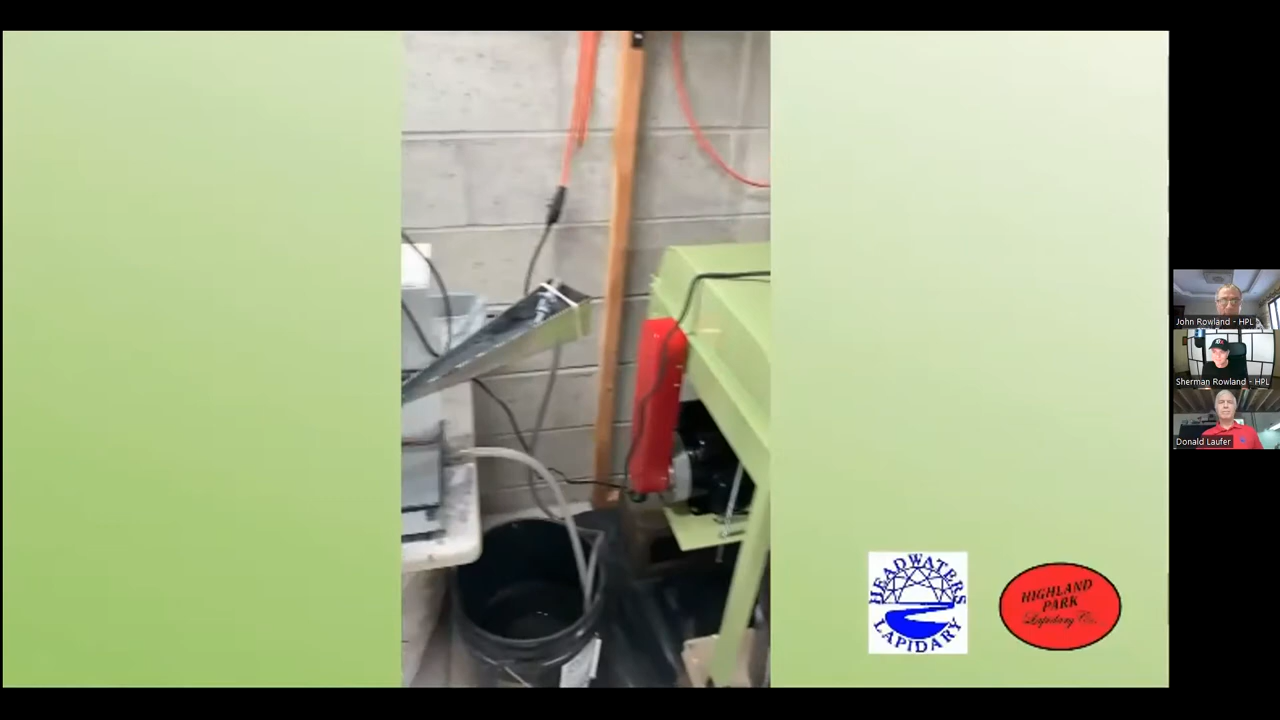 HEADWATERS
LAPIDARY
HIGHLAND
PARK
Lapidary Co.
John Rowland - HPL
Sherman Rowland - HPL
Donald Laufer